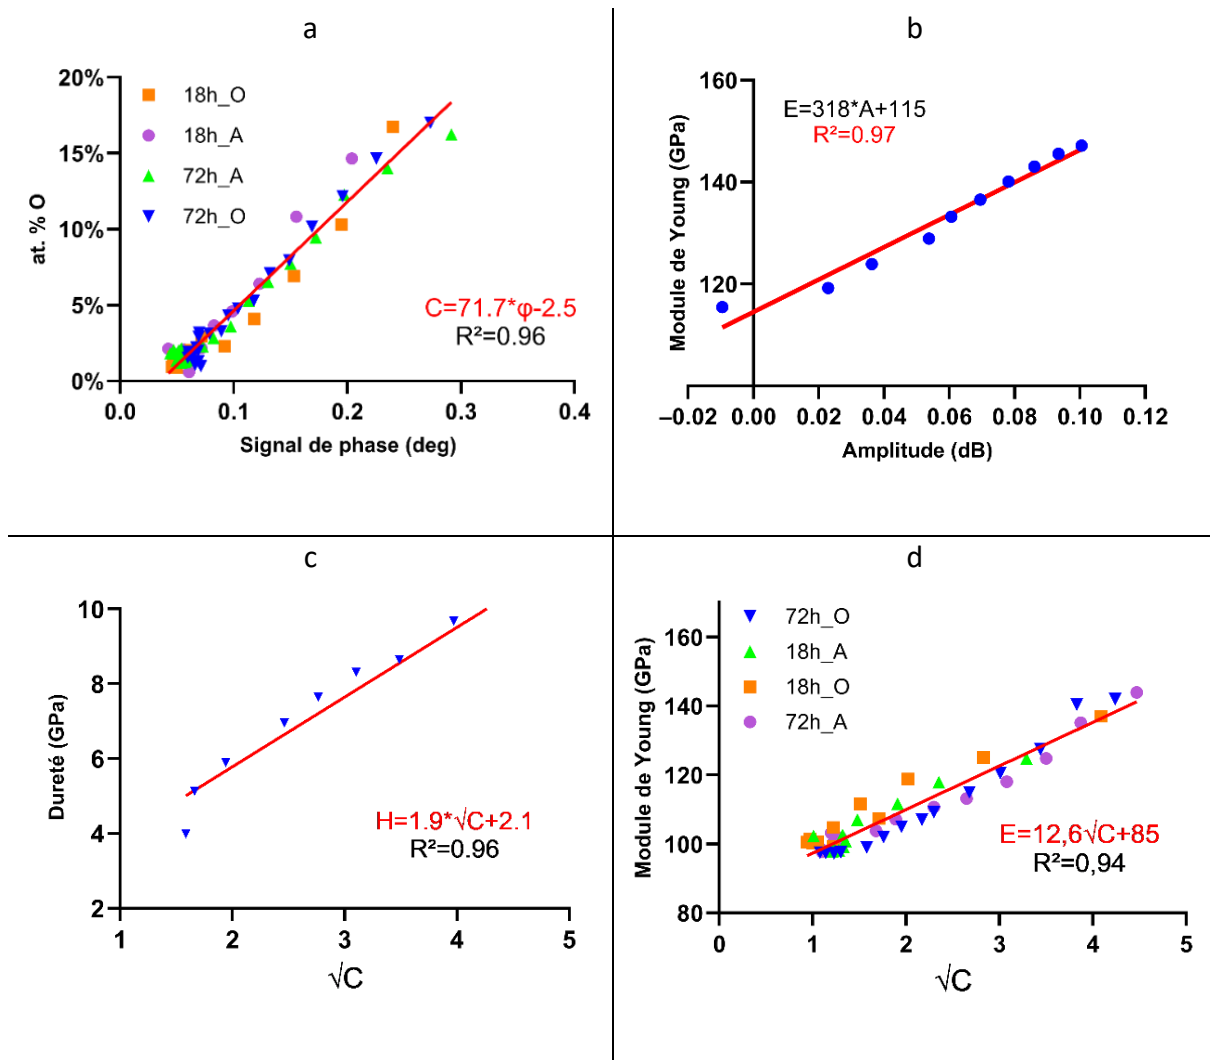 a
20%
15%
10%
5%
0%
at. % O
18h_O
18h_A
72h_A
72h_O
C=71.7*φ-2.5
R²=0.96
0.0 0.1 0.2 0.3 0.4
Signal de phase (deg)
b
160
140
120
Module de Young (GPa)
E=318*A+115
R²=0.97
–0.02 0.00 0.02 0.04 0.06 0.08 0.10 0.12
Amplitude (dB)
c
10
8
6
4
2
Dureté (GPa)
H=1.9*√C+2.1
R²=0.96
1 2 3 4 5
√C
d
160
140
120
100
80
Module de Young (GPa)
72h_O
18h_A
18h_O
72h_A
E=12,6√C+85
R²=0,94
0 1 2 3 4 5
√C